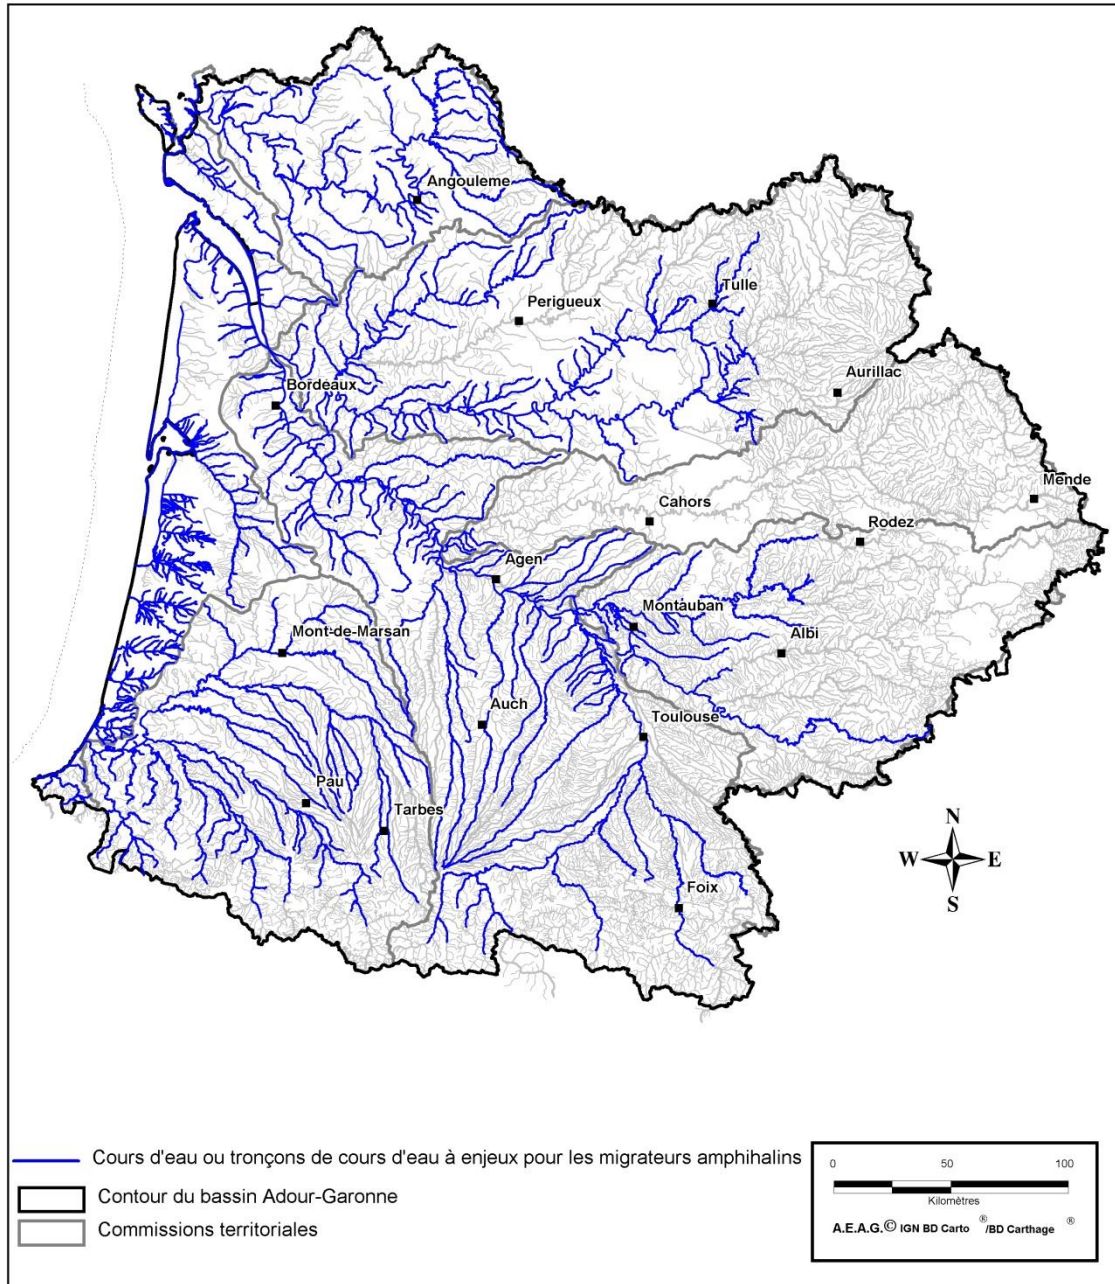 Angouleme
Tulle
Perigueux
Aurillac
Bordeaux
Mende
Cahors
Rodez
Agen
Montauban
Mont-de-Marsan
Albi
Auch
Toulouse
Pau
Tarbes
N
W E
S
Foix
Cours d'eau ou tronçons de cours d'eau à enjeux pour les migrateurs amphihalins
Contour du bassin Adour-Garonne
Commissions territoriales
0 50 100
Kilomètres
A.E.A.G.© IGN BD Carto ® /BD Carthage ®